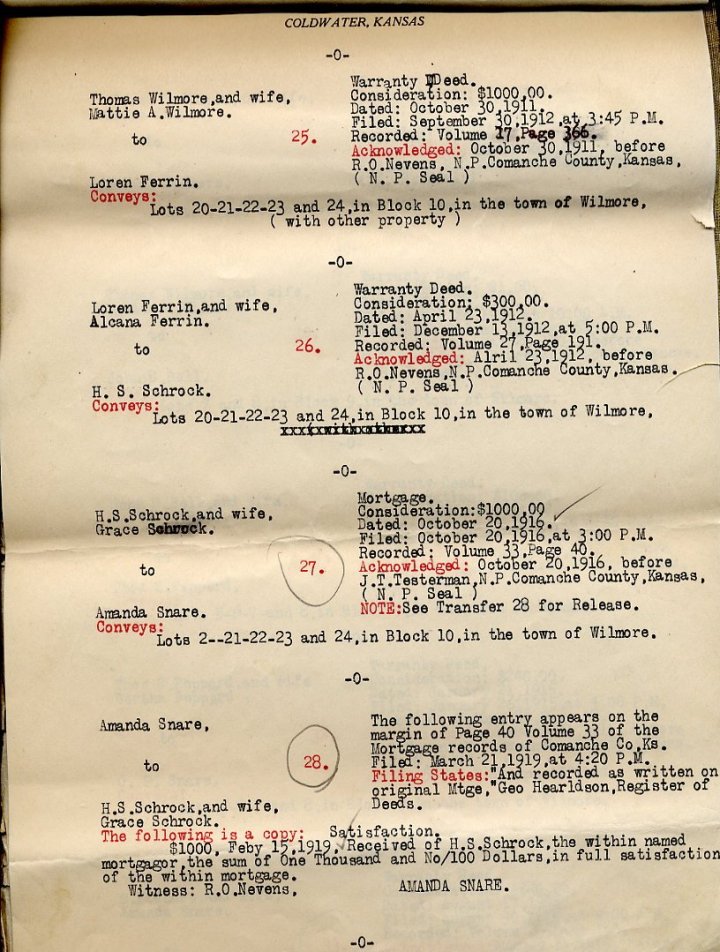 COLDWATER, KANSAS
-0-
Thomas Wilmore,and wife,
Mattie A.Wilmore.
to
Loren Ferrin.
25.
Warranty Deed.
Consideration: $1000,00.
Dated: October 30,1911.
Filed: September 30,1912,at 3:45 P.M.
Recorded: Volume 17,Page 366.
Acknowledged: October 30,1911, before
R.O.Nevens, N.P.Comanche County,Kansas,
( N. P. Seal )
Conveys:
Lots 20-21-22-23 and 24,in Block 10,in the town of Wilmore,
( with other property )
-0-
Loren Ferrin,and wife,
Alcana Ferrin.
to
H. S. Schrock.
26.
Warranty Deed.
Consideration: $300,00.
Dated: April 23,1912.
Filed: December 13,1912,at 5:00 P.M.
Recorded: Volume 27,Page 191.
Acknowledged: Alril 23,1912, before
R.O.Nevens,N.P.Comanche County,Kansas.
( N. P. Seal )
Conveys:
Lots 20-21-22-23 and 24,in Block 10,in the town of Wilmore,
-0-
H.S.Schrock,and wife,
Grace Schrock.
to
Amanda Snare.
27.
Mortgage.
Consideration:$1000,00
Dated: October 20,1916.
Filed: October 20,1916,at 3:00 P.M.
Recorded: Volume 33,Page 40.
Acknowledged: October 20,1916, before
J.T.Testerman,N.P.Comanche County,Kansas,
( N. P. Seal )
NOTE:See Transfer 28 for Release.
Conveys:
Lots 2--21-22-23 and 24,in Block 10,in the town of Wilmore.
-0-
Amanda Snare,
to
H.S.Schrock,and wife,
Grace Schrock.
28.
The following entry appears on the
margin of Page 40 Volume 33 of the
Mortgage records of Comanche Co,Ks.
Filed: March 21,1919,at 4:20 P.M.
Filing States:"And recorded as written on
original Mtge,"Geo Hearldson,Register of
Deeds.
The following is a copy: Satisfaction.
$1000, Feby 15,1919, Received of H.S.Schrock,the within named
mortgagor,the sum of One Thousand and No/100 Dollars,in full satisfaction
of the within mortgage.
Witness: R.O.Nevens, AMANDA SNARE.
-0-